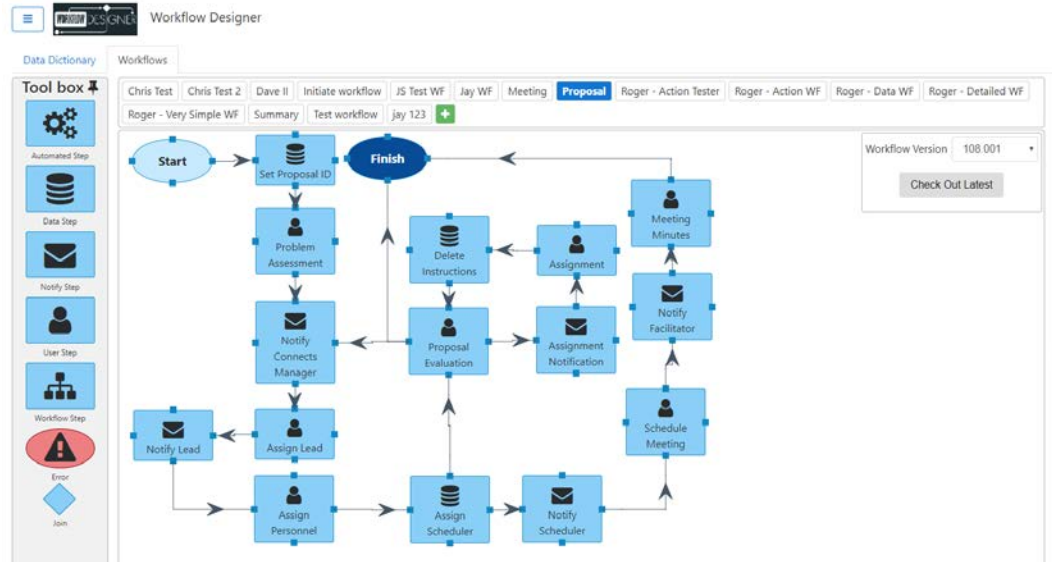 WORKFLOW DESIGNER
Workflow Designer
Data Dictionary
Workflows
Tool box
Automated Step
Data Step
Notify Step
User Step
Workflow Step
Error
Join
Chris Test
Chris Test 2
Dave II
Initiate workflow
JS Test WF
Jay WF
Meeting
Proposal
Roger - Action Tester
Roger - Action WF
Roger - Data WF
Roger - Detailed WF
Roger - Very Simple WF
Summary
Test workflow
jay 123
Workflow Version
108.001
Check Out Latest
Start
Set Proposal ID
Finish
Problem
Assessment
Delete
Instructions
Assignment
Meeting
Minutes
Notify
Connects
Manager
Proposal
Evaluation
Assignment
Notification
Notify
Facilitator
Notify Lead
Assign Lead
Schedule
Meeting
Assign
Personnel
Assign
Scheduler
Notify
Scheduler